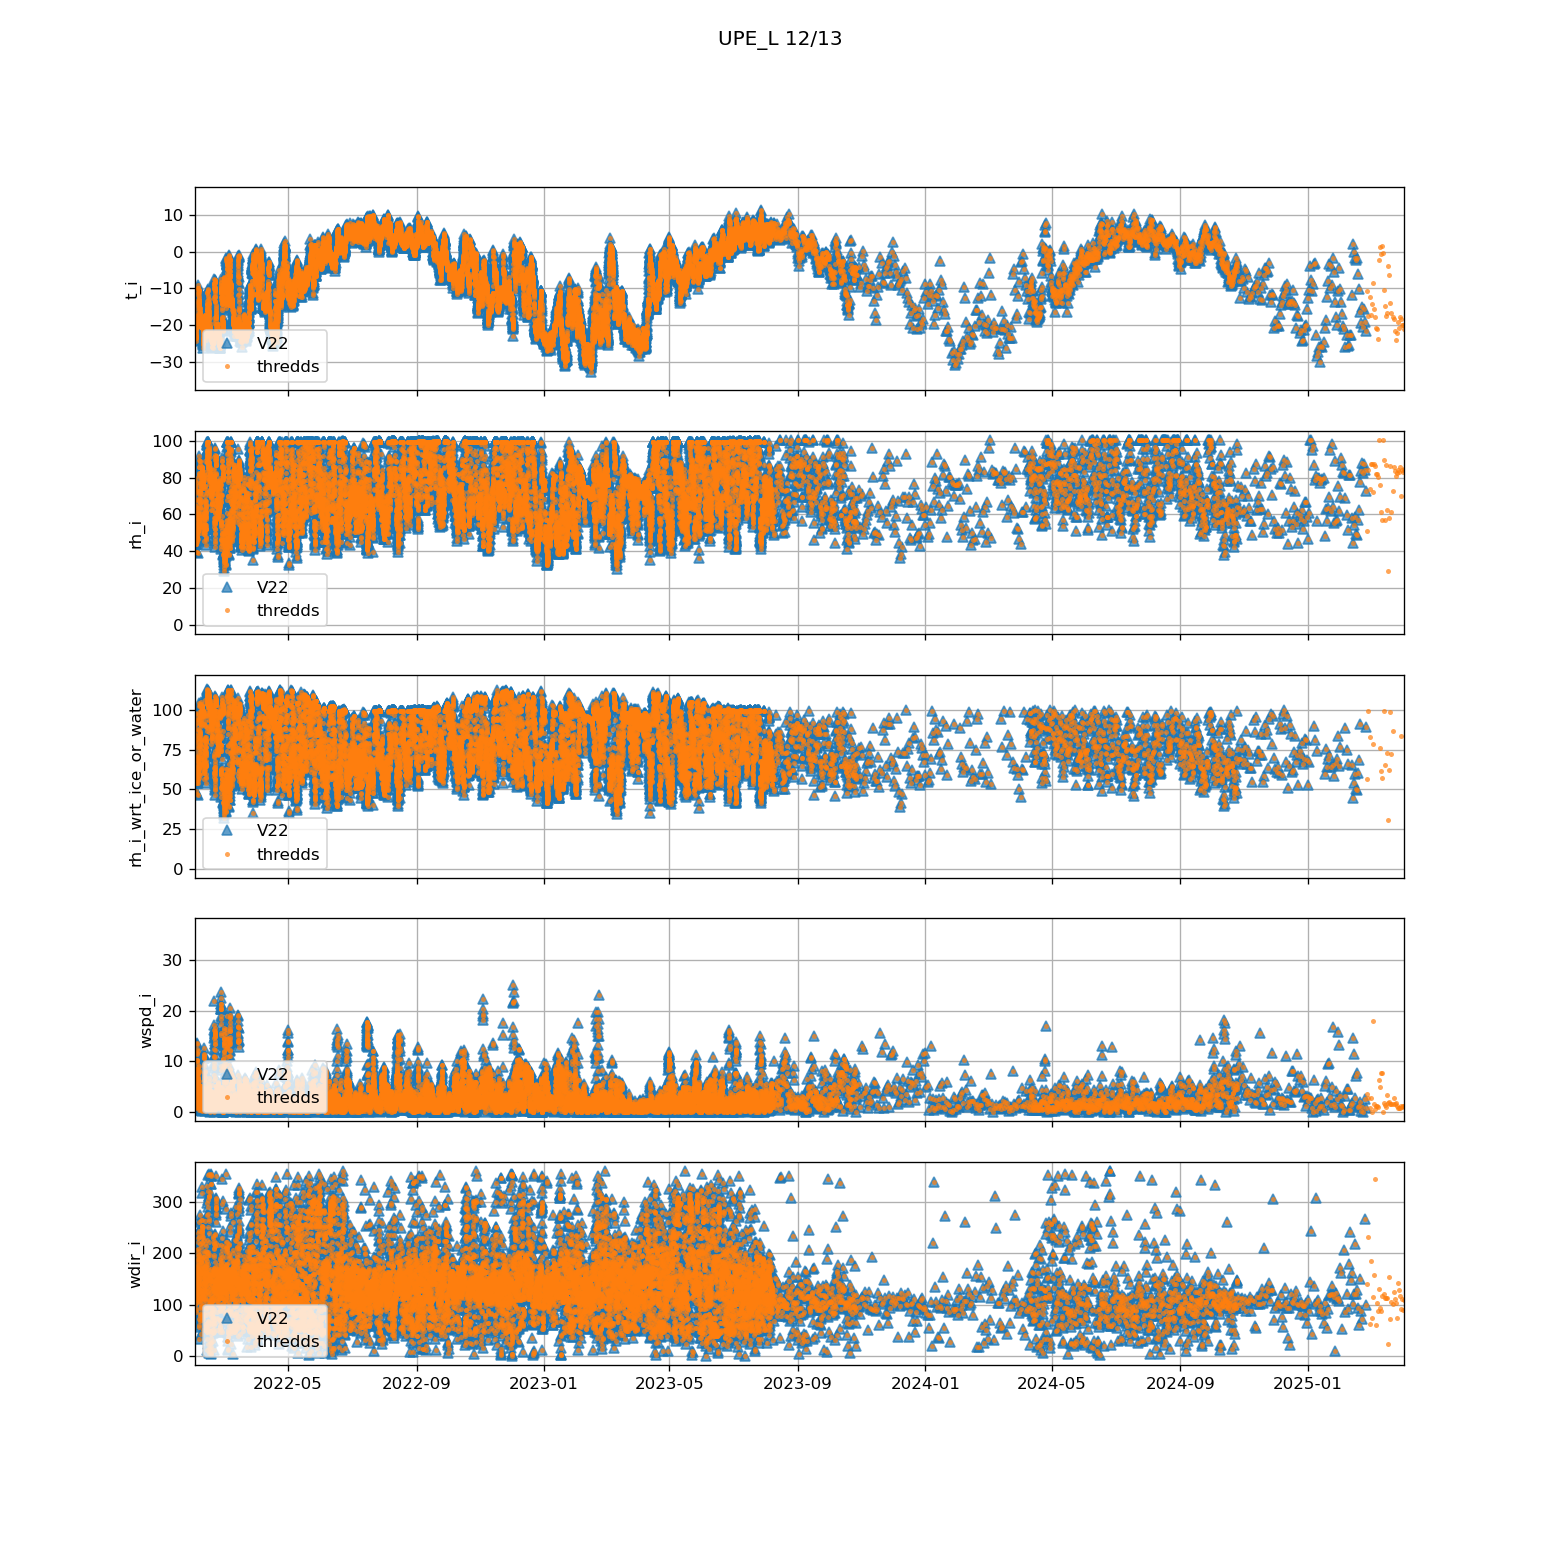 UPE_L 12/13
t_i
10
0
−10
−20
−30
V22
thredds
rh_i
100
80
60
40
20
0
V22
thredds
rh_i_wrt_ice_or_water
100
75
50
25
0
V22
thredds
wspd_i
30
20
10
0
V22
thredds
wdir_i
300
200
100
0
V22
thredds
2022-05
2022-09
2023-01
2023-05
2023-09
2024-01
2024-05
2024-09
2025-01